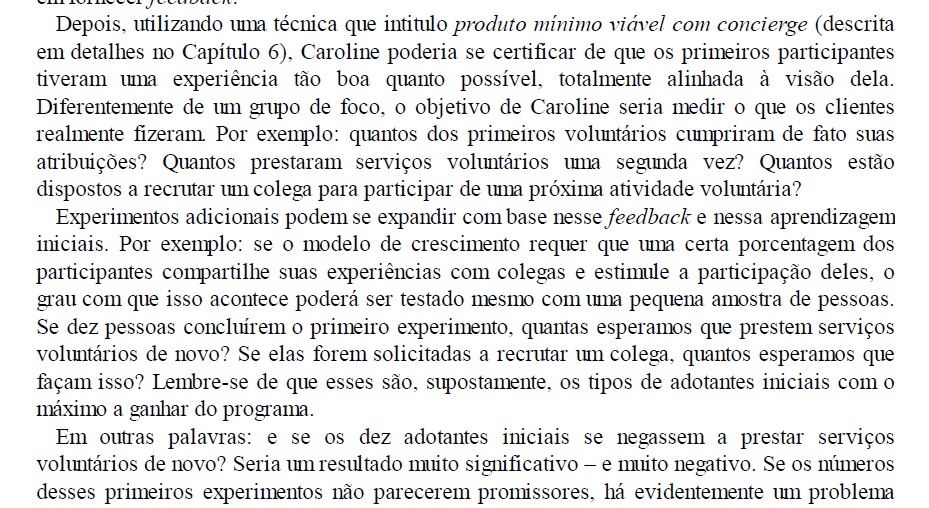 em fornecer feedback.
Depois, utilizando uma técnica que intitulo produto mínimo viável com concierge (descrita
em detalhes no Capítulo 6), Caroline poderia se certificar de que os primeiros participantes
tiveram uma experiência tão boa quanto possível, totalmente alinhada à visão dela.
Diferentemente de um grupo de foco, o objetivo de Caroline seria medir o que os clientes
realmente fizeram. Por exemplo: quantos dos primeiros voluntários cumpriram de fato suas
atribuições? Quantos prestaram serviços voluntários uma segunda vez? Quantos estão
dispostos a recrutar um colega para participar de uma próxima atividade voluntária?
Experimentos adicionais podem se expandir com base nesse feedback e nessa aprendizagem
iniciais. Por exemplo: se o modelo de crescimento requer que uma certa porcentagem dos
participantes compartilhe suas experiências com colegas e estimule a participação deles, o
grau com que isso acontece poderá ser testado mesmo com uma pequena amostra de pessoas.
Se dez pessoas concluírem o primeiro experimento, quantas esperamos que prestem serviços
voluntários de novo? Se elas forem solicitadas a recrutar um colega, quantos esperamos que
façam isso? Lembre-se de que esses são, supostamente, os tipos de adotantes iniciais com o
máximo a ganhar do programa.
Em outras palavras: e se os dez adotantes iniciais se negassem a prestar serviços
voluntários de novo? Seria um resultado muito significativo – e muito negativo. Se os números
desses primeiros experimentos não parecerem promissores, há evidentemente um problema